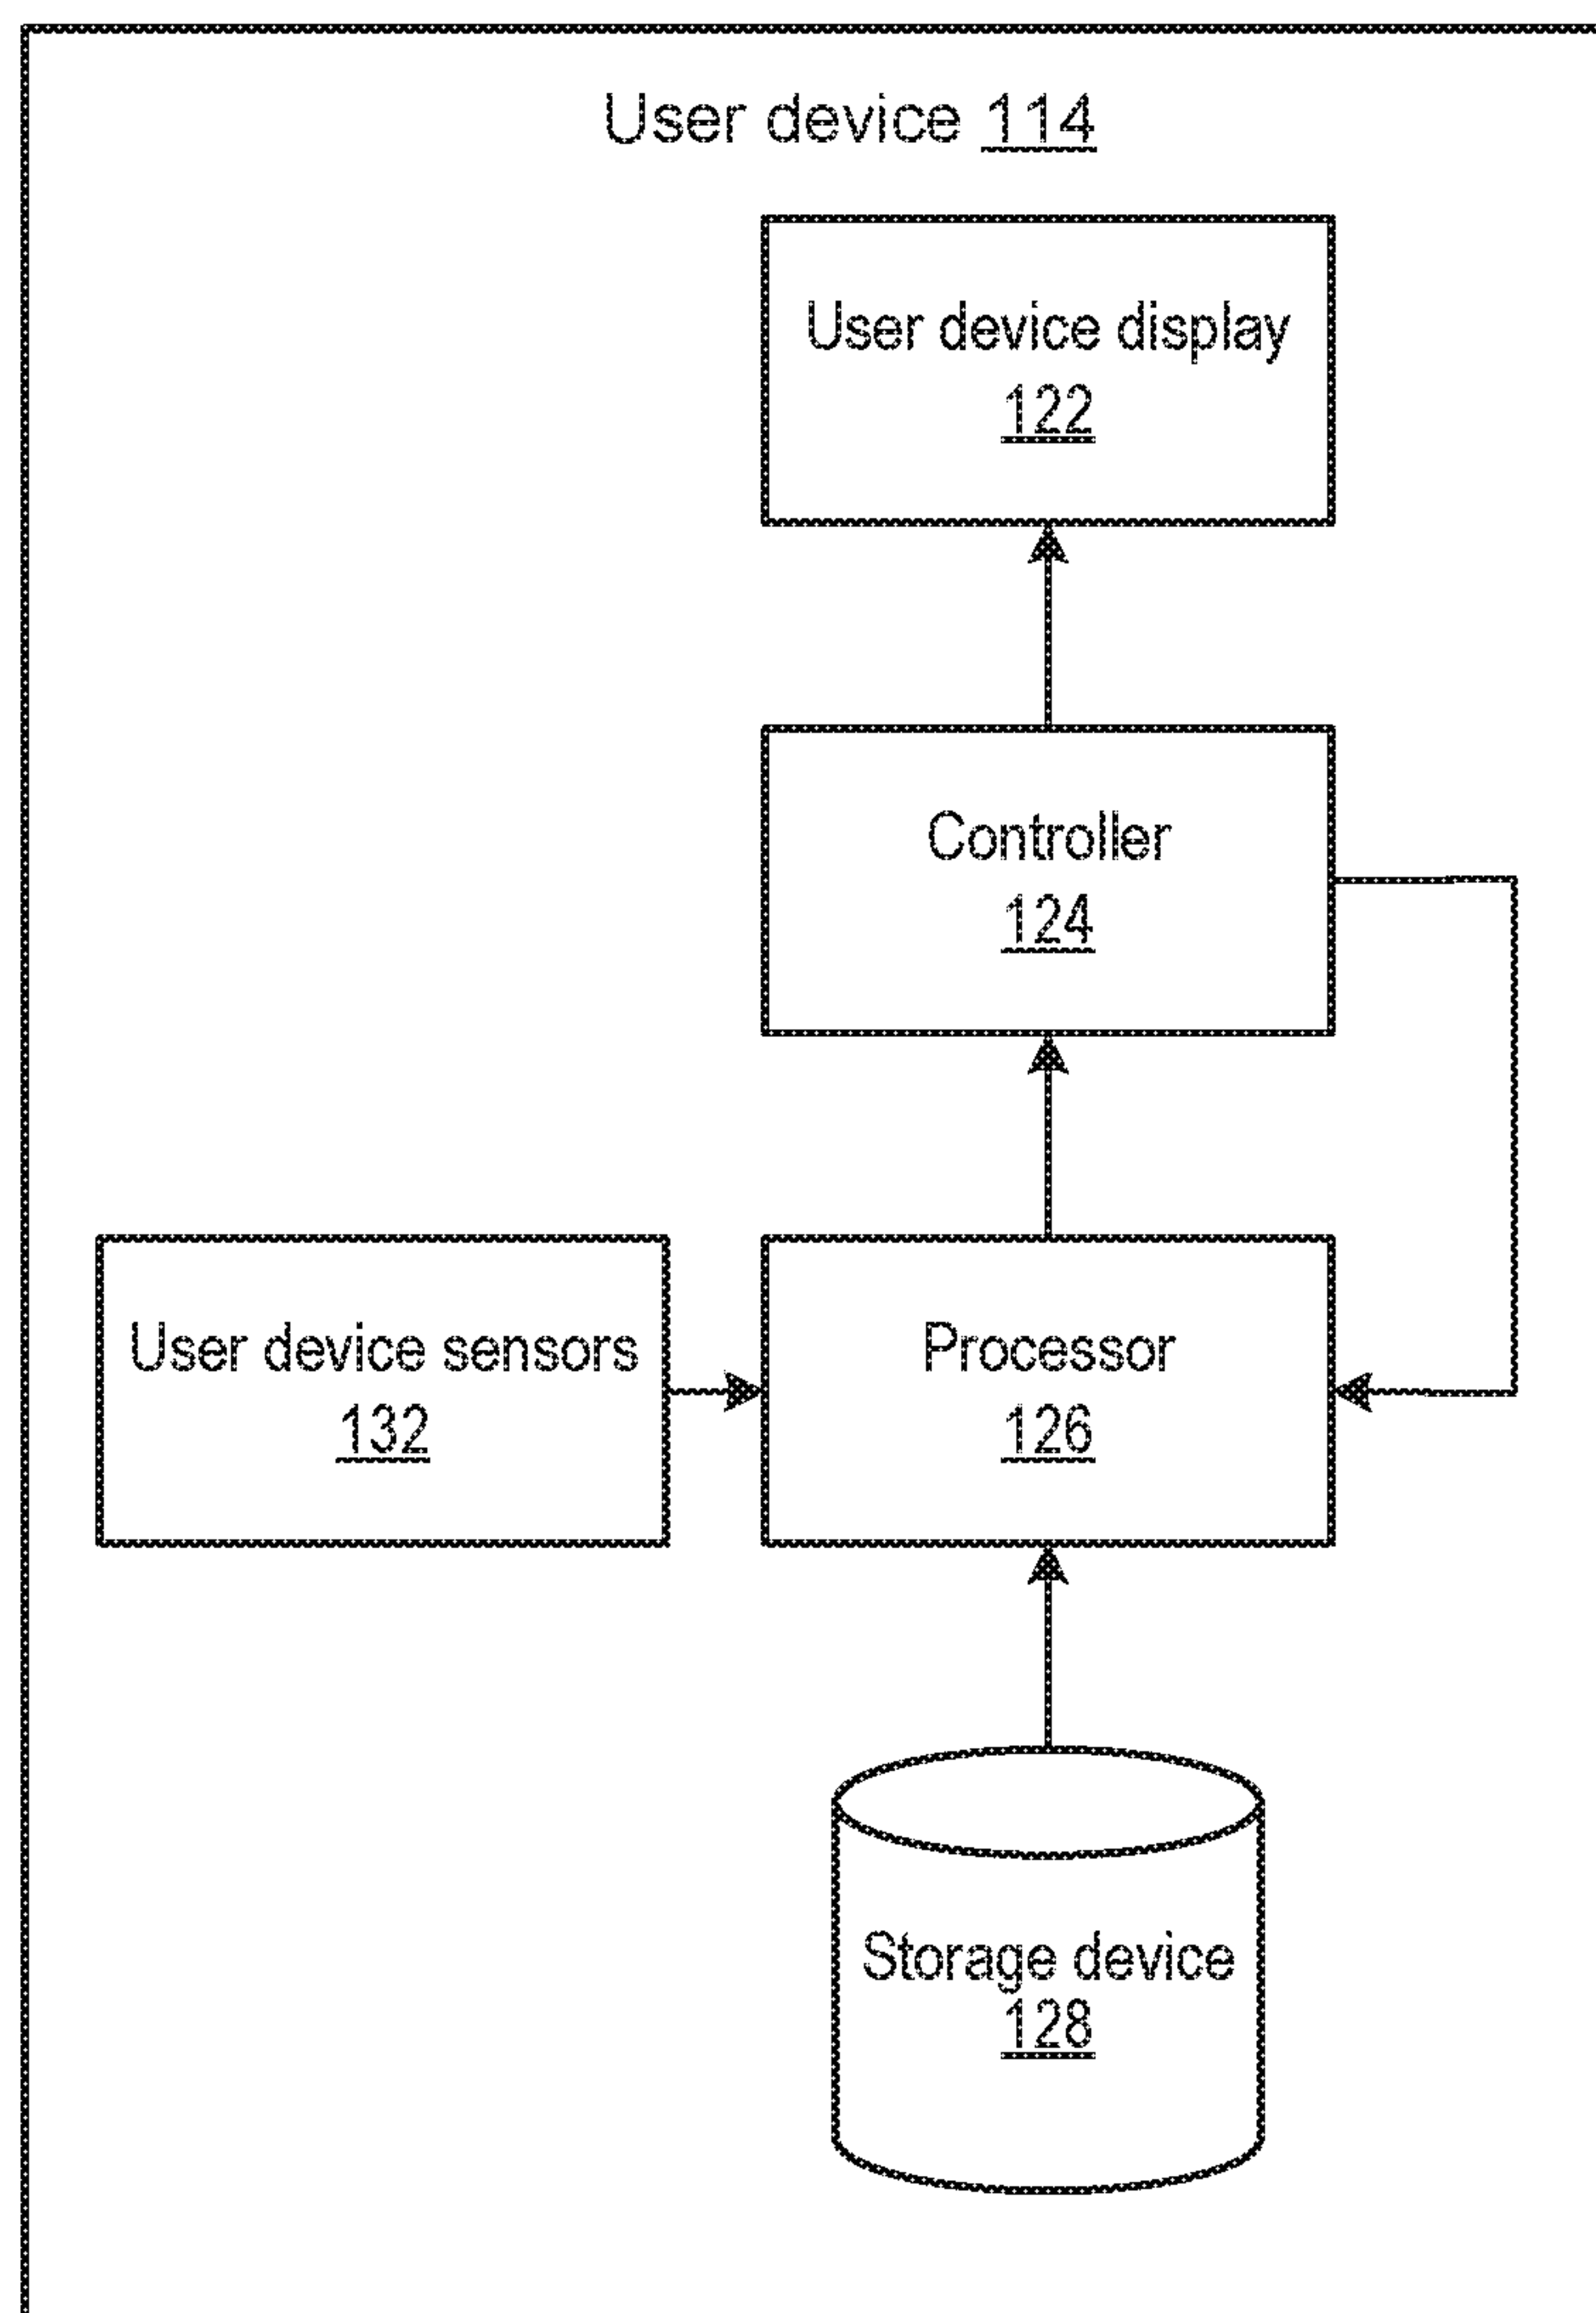 User device 114
User device display
122
Controller
124
User device sensors
132
Processor
126
Storage device
128